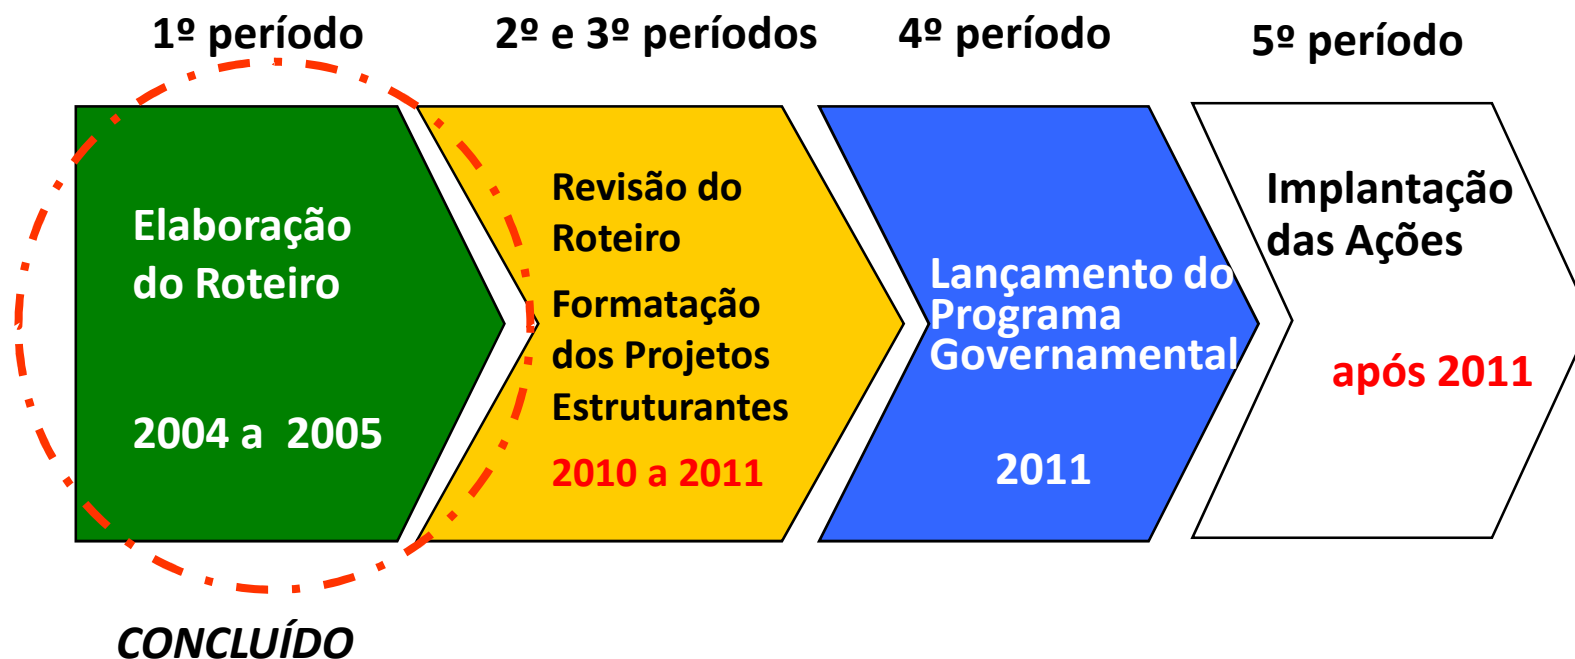 1º período
2º e 3º períodos
4º período
5º período
Elaboração
do Roteiro
2004 a 2005
Revisão do
Roteiro
Formatação
dos Projetos
Estruturantes
2010 a 2011
Lançamento do
Programa
Governamental
2011
Implantação
das Ações
após 2011
CONCLUÍDO